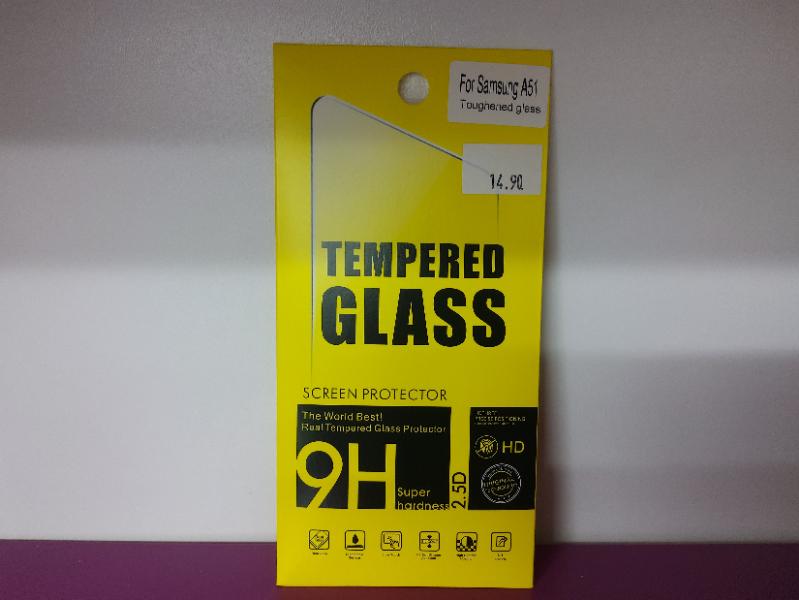 For Samsung A51
Toughened glass
14.90
TEMPERED
GLASS
SCREEN PROTECTOR
The World Best!
Real Tempered Glass Protector
9H
Super
hardness
2.5D
HD